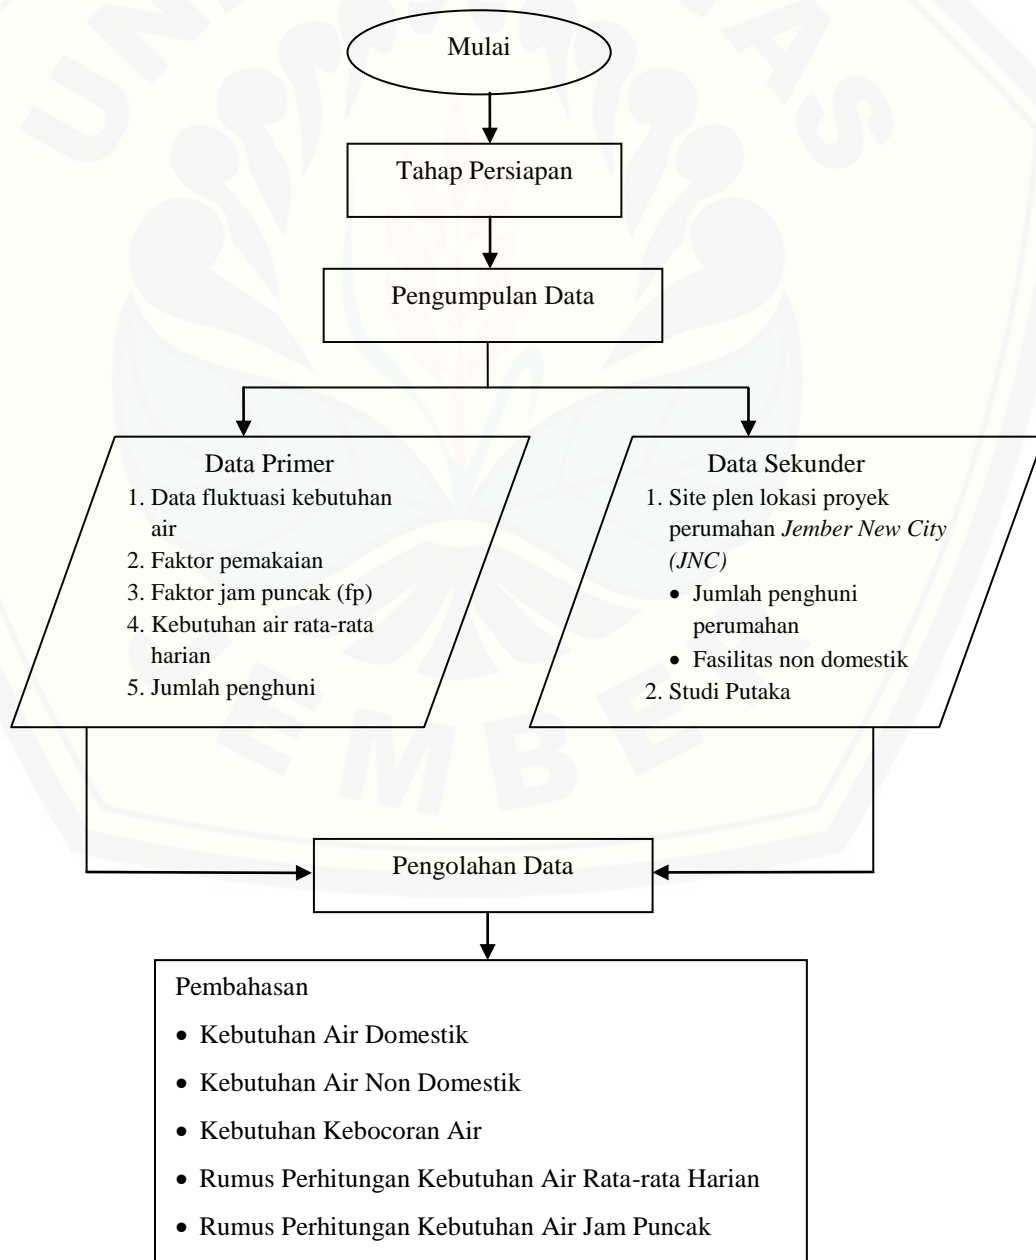 Mulai
Tahap Persiapan
Pengumpulan Data
Data Primer
1. Data fluktuasi kebutuhan
air
2. Faktor pemakaian
3. Faktor jam puncak (fp)
4. Kebutuhan air rata-rata
harian
5. Jumlah penghuni
Data Sekunder
1. Site plen lokasi proyek
perumahan Jember New City
(JNC)
• Jumlah penghuni
perumahan
• Fasilitas non domestik
2. Studi Putaka
Pengolahan Data
Pembahasan
• Kebutuhan Air Domestik
• Kebutuhan Air Non Domestik
• Kebutuhan Kebocoran Air
• Rumus Perhitungan Kebutuhan Air Rata-rata Harian
• Rumus Perhitungan Kebutuhan Air Jam Puncak
JEMBER